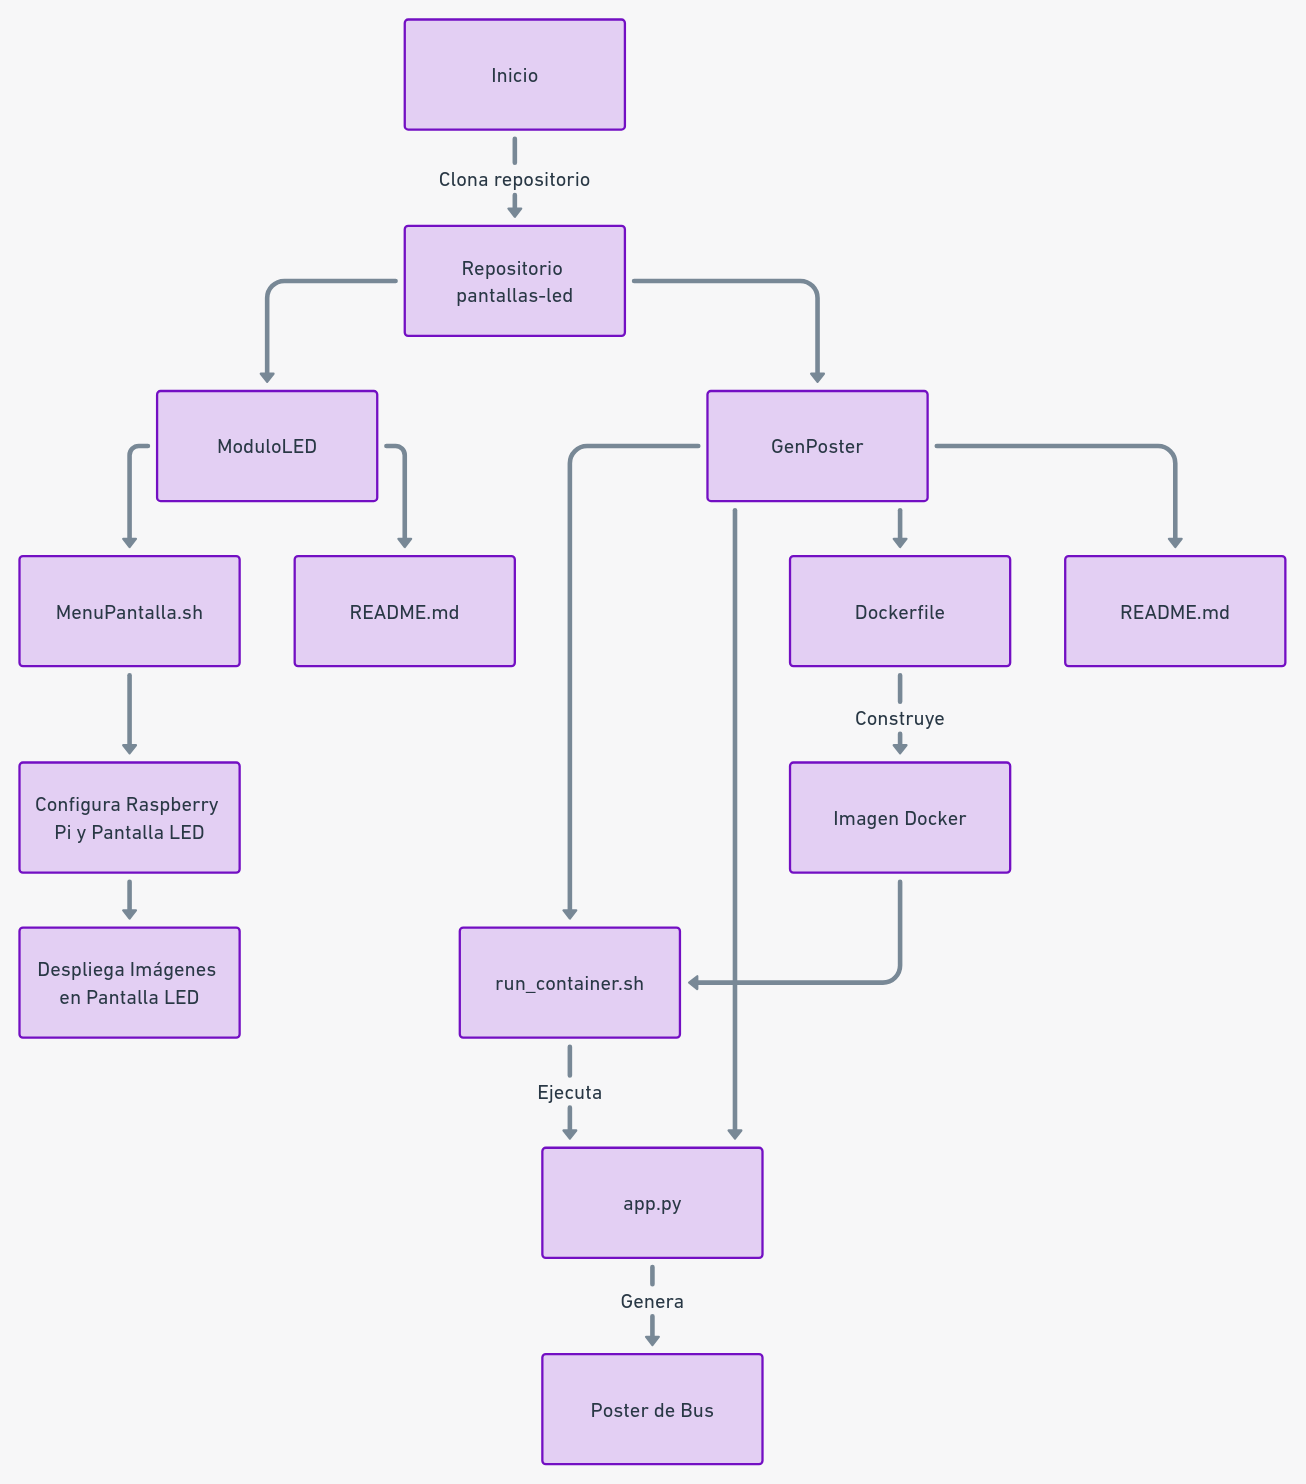 Inicio
Clona repositorio
Repositorio
pantallas-led
ModuloLED
GenPoster
MenuPantalla.sh
README.md
Dockerfile
README.md
Construye
Configura Raspberry
Pi y Pantalla LED
Imagen Docker
Despliega Imágenes
en Pantalla LED
run_container.sh
Ejecuta
app.py
Genera
Poster de Bus